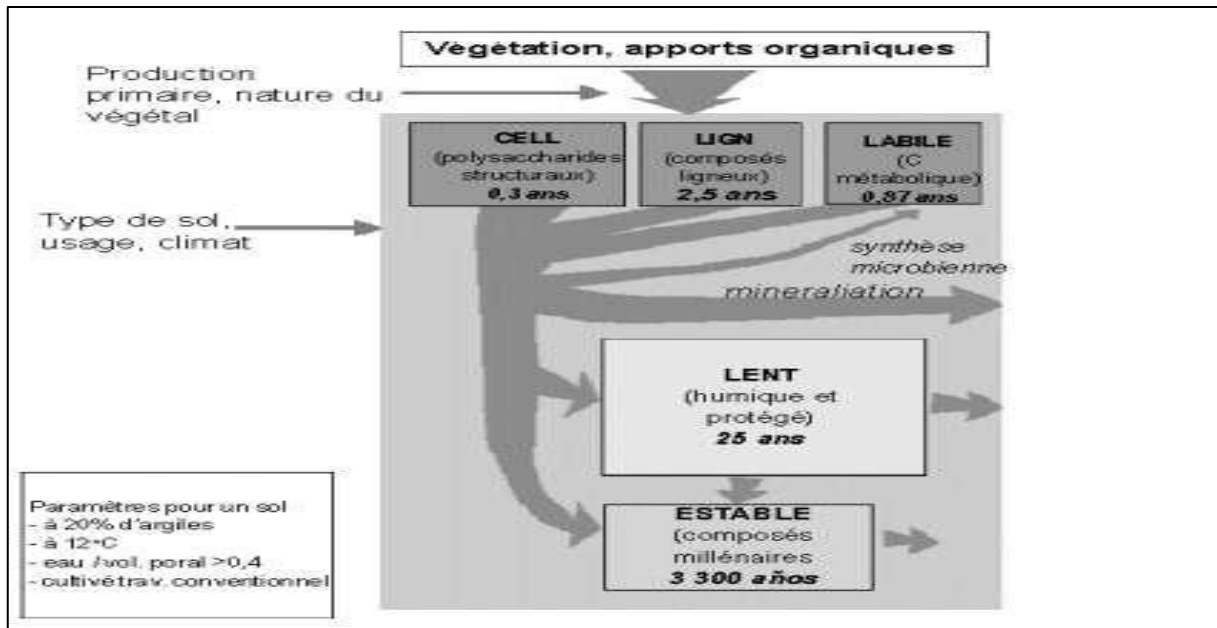 Végétation, apports organiques
Production
primaire, nature du
végétal
CELL
(polysaccharides
structuraux)
0,3 ans
LIGN
(composés
ligneux)
2,5 ans
LABILE
(C
métabolique)
0,87 ans
Type de sol,
usage, climat
synthèse
microbienne
mineraliation
LENT
(humique et
protégé)
25 ans
ESTABLE
(composés
millénaires
3 300 años
Paramètres pour un sol
- à 20% d'argiles
- à 12°C
- eau /vol. poral >0,4
- cultivé trav. conventionnel